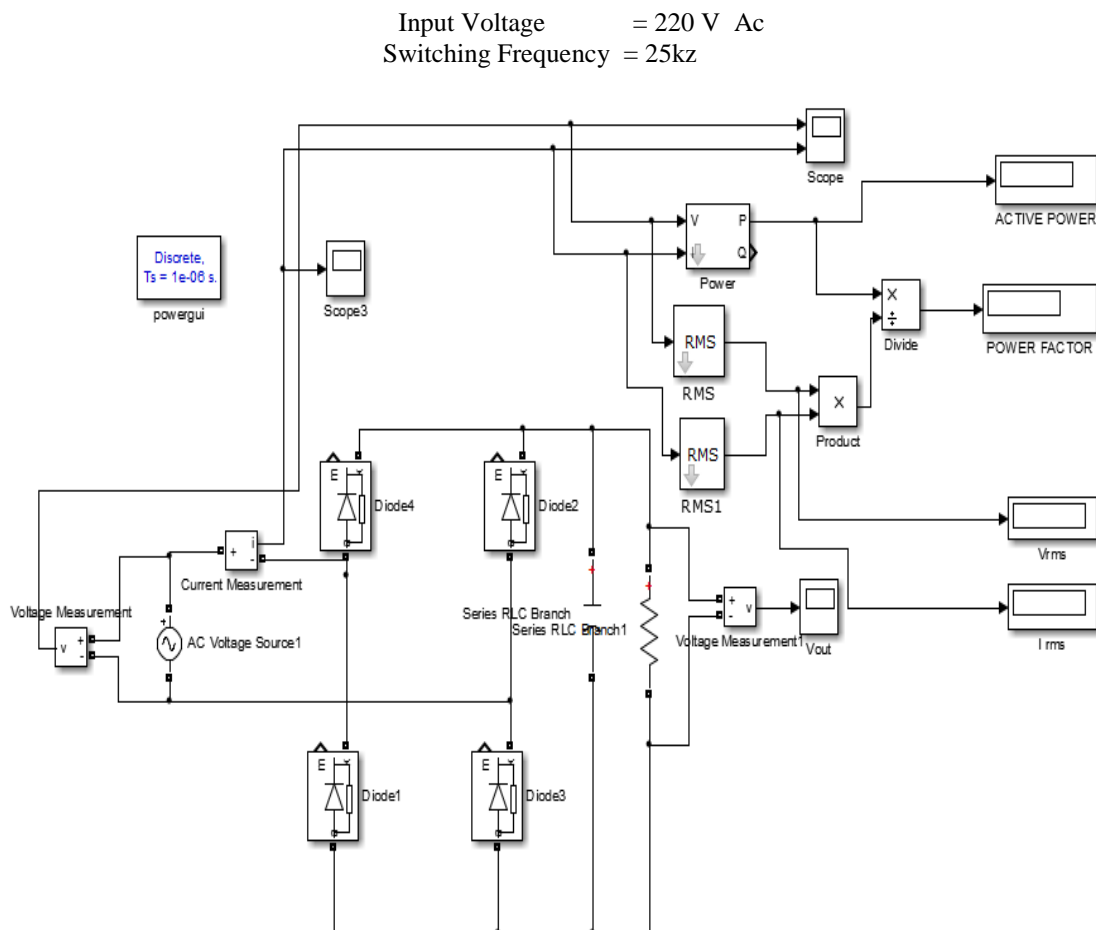 Input Voltage = 220 V Ac
Switching Frequency = 25kz
Scope
ACTIVE POWER
V
P
Q
Power
Discrete,
Ts = 1e-06 s.
powergui
Scope3
X
÷
Divide
POWER FACTOR
RMS
RMS
X
Product
RMS
RMS1
E
Diode4
E
Diode2
Vrms
+
i
-
Current Measurement
Voltage Measurement
v
+
-
+
AC Voltage Source1
+
Series RLC Branch
+
Series RLC Branch1
+
-
v
Voltage Measurement1
Vout
I rms
E
Diode1
E
Diode3